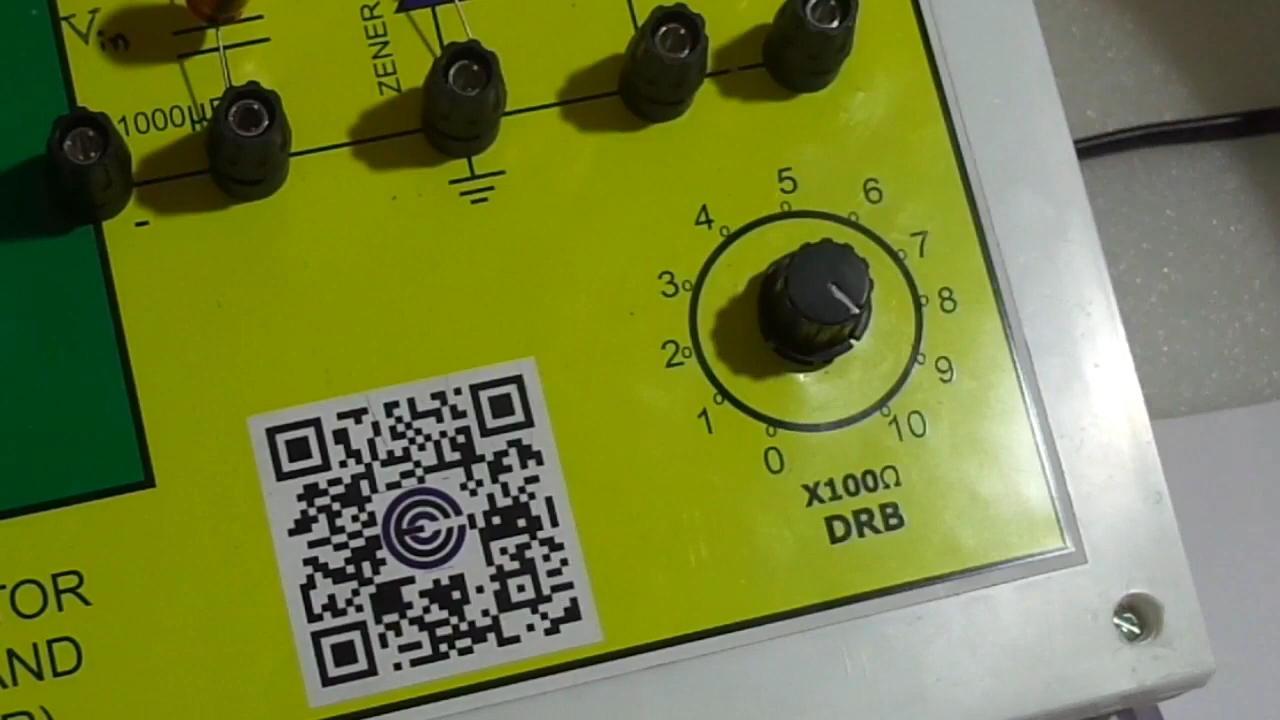 Vin
ZENER
1000µF
-
5
6
4
7
3
8
2
9
1
10
0
X100Ω
DRB
TOR
AND
R)